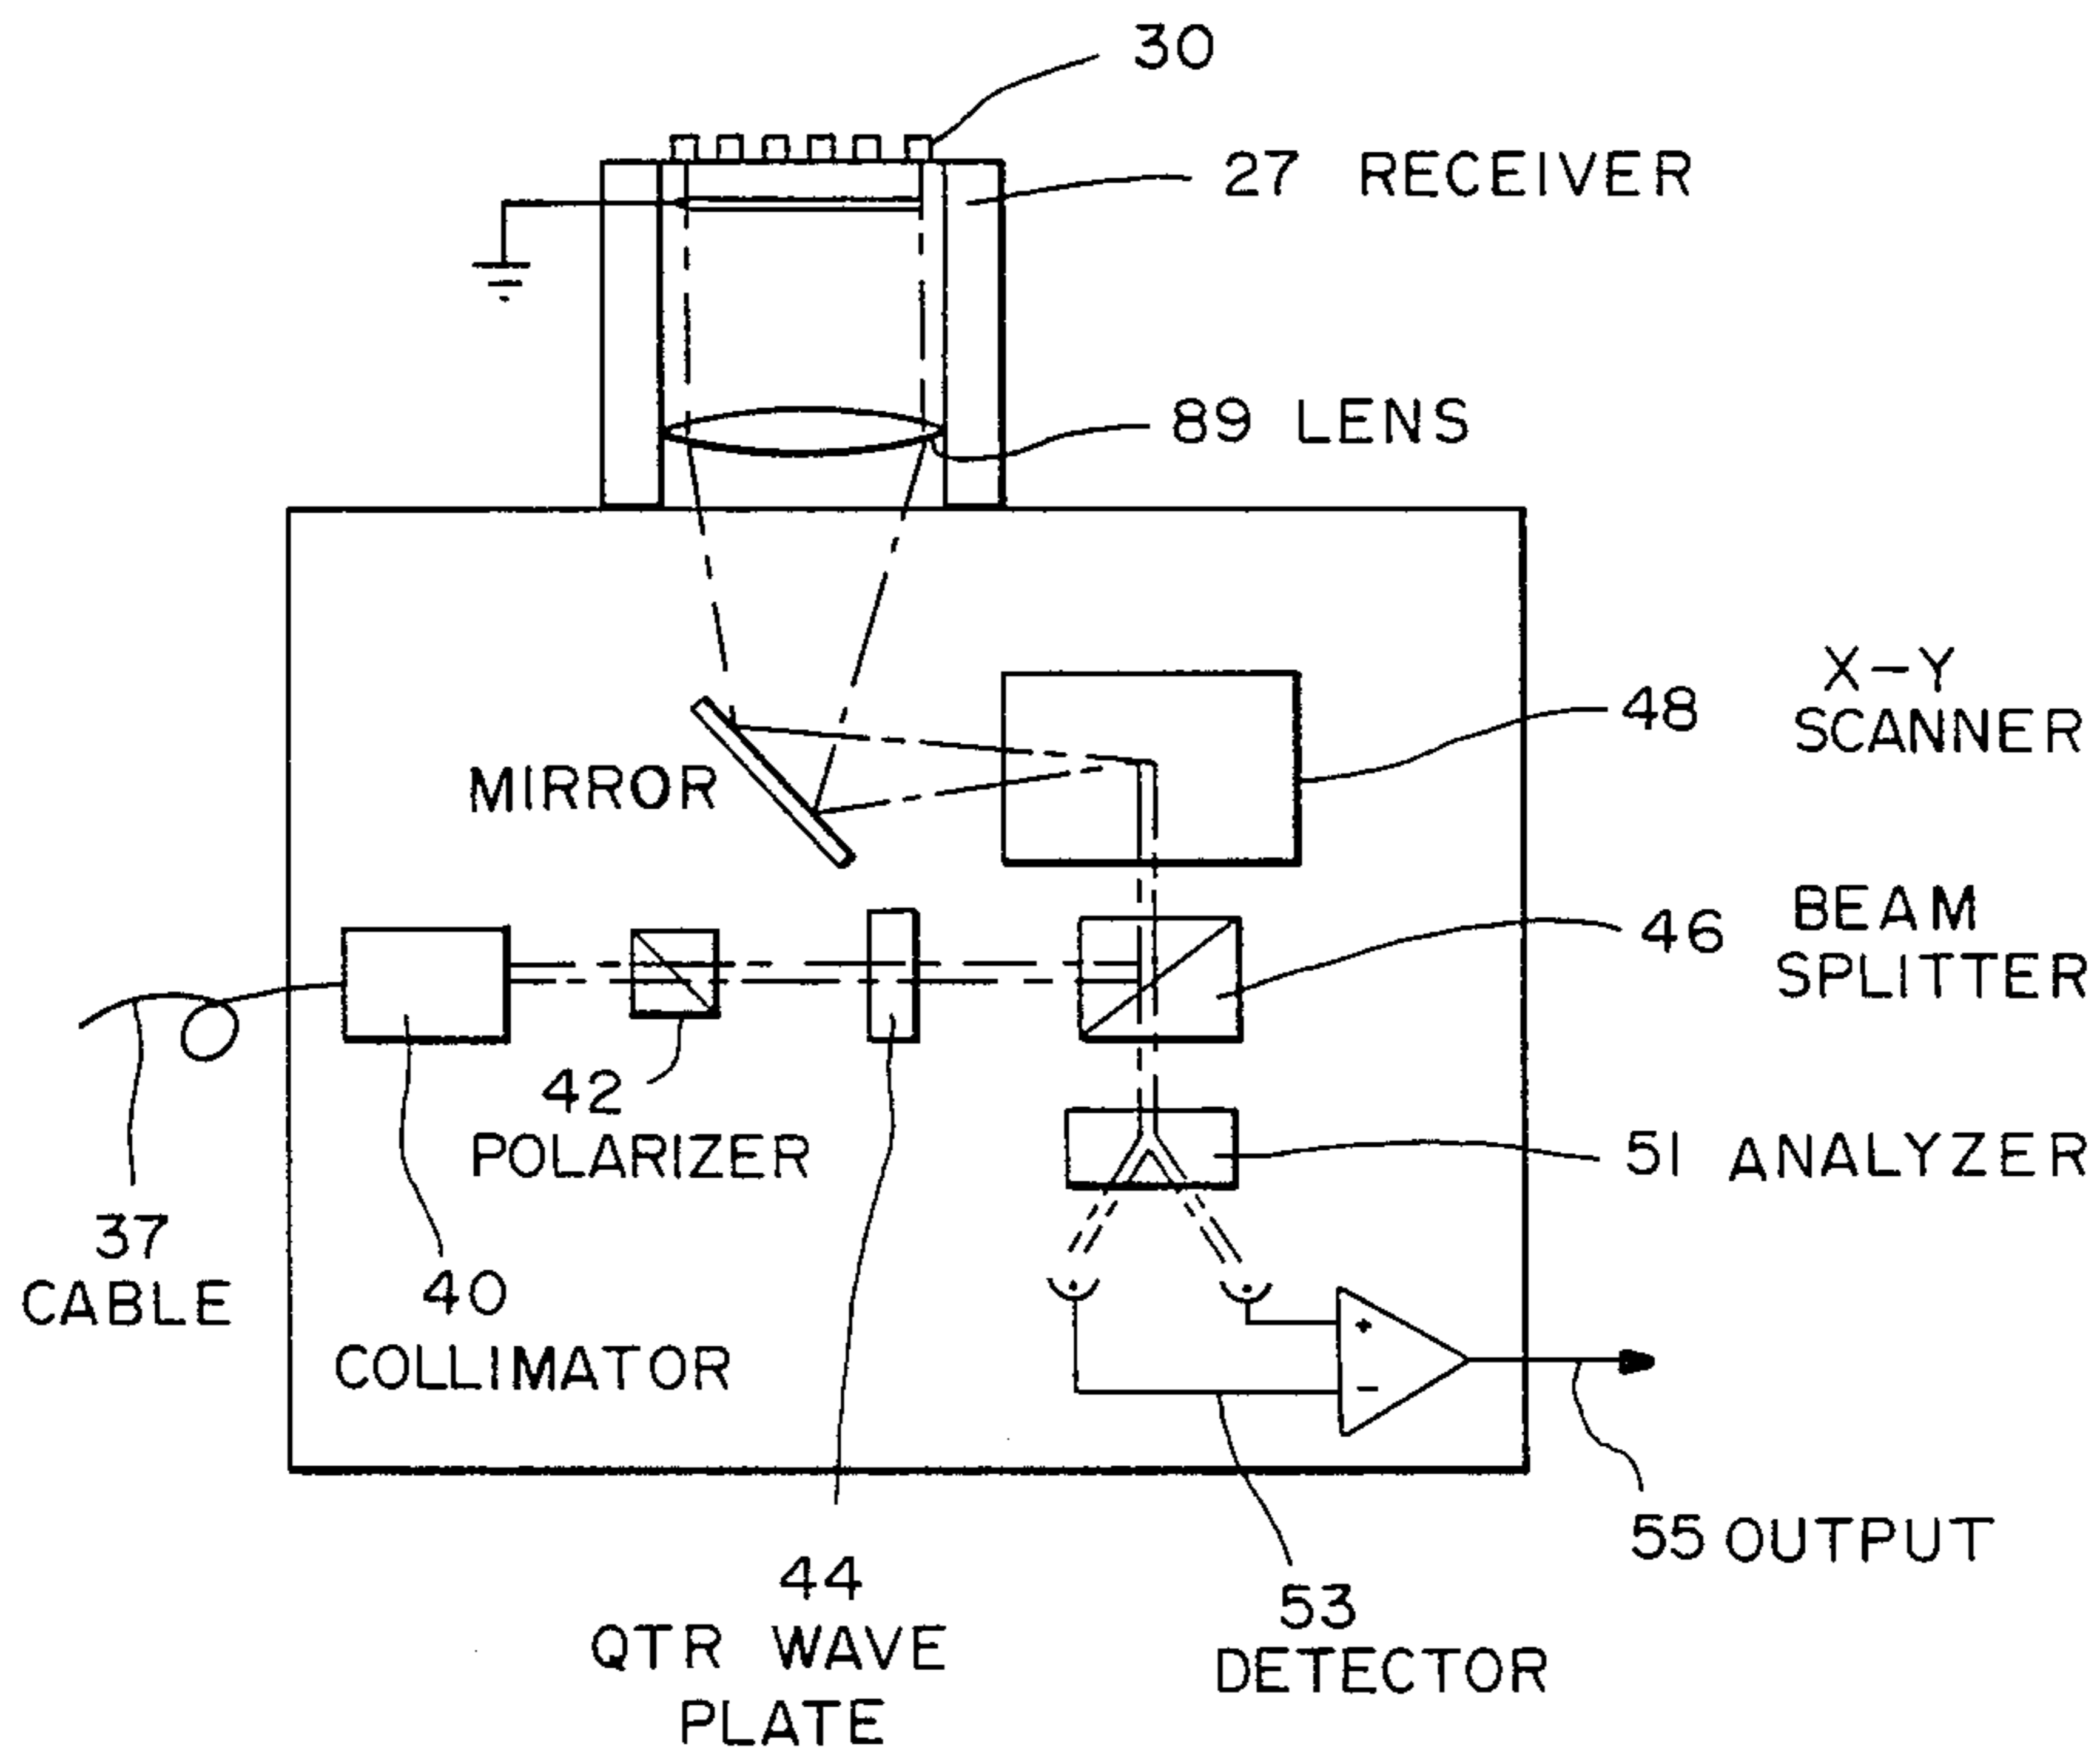 30
27 RECEIVER
89 LENS
X-Y
SCANNER
48
MIRROR
BEAM
46
SPLITTER
42
POLARIZER
51 ANALYZER
37
CABLE
40
COLLIMATOR
+
−
55 OUTPUT
44
QTR WAVE
PLATE
53
DETECTOR